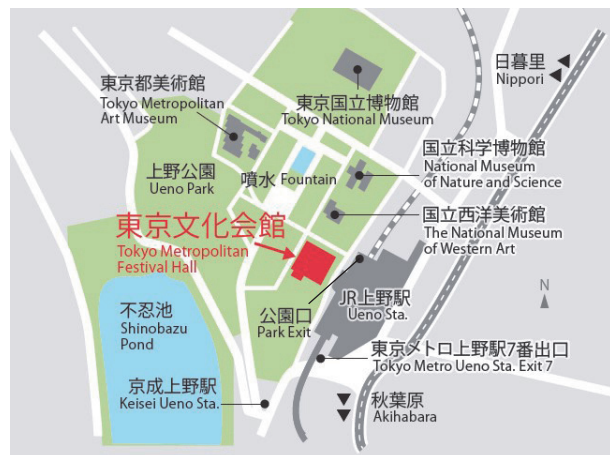 日暮里
Nippori
東京都美術館
Tokyo Metropolitan
Art Museum
東京国立博物館
Tokyo National Museum
国立科学博物館
National Museum
of Nature and Science
上野公園
Ueno Park
噴水 Fountain
国立西洋美術館
The National Museum
of Western Art
東京文化会館
Tokyo Metropolitan
Festival Hall
N
JR上野駅
Ueno Sta.
公園口
Park Exit
不忍池
Shinobazu
Pond
東京メトロ上野駅7番出口
Tokyo Metro Ueno Sta. Exit 7
京成上野駅
Keisei Ueno Sta.
秋葉原
Akihabara